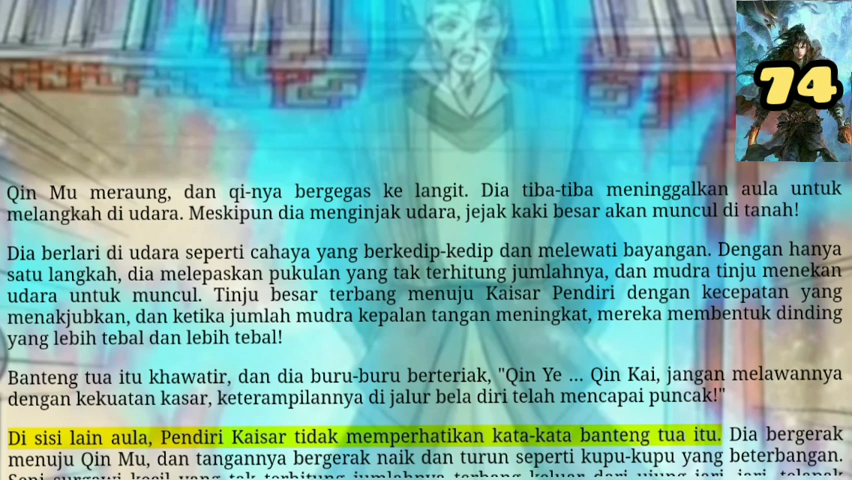 74
Qin Mu meraung, dan qi-nya bergegas ke langit. Dia tiba-tiba meninggalkan aula untuk
melangkah di udara. Meskipun dia menginjak udara, jejak kaki besar akan muncul di tanah!
Dia berlari di udara seperti cahaya yang berkedip-kedip dan melewati bayangan. Dengan hanya
satu langkah, dia melepaskan pukulan yang tak terhitung jumlahnya, dan mudra tinju menekan
udara untuk muncul. Tinju besar terbang menuju Kaisar Pendiri dengan kecepatan yang
menakjubkan, dan ketika jumlah mudra kepalan tangan meningkat, mereka membentuk dinding
yang lebih tebal dan lebih tebal!
Banteng tua itu khawatir, dan dia buru-buru berteriak, "Qin Ye ... Qin Kai, jangan melawannya
dengan kekuatan kasar, keterampilannya di jalur bela diri telah mencapai puncak!"
Di sisi lain aula, Pendiri Kaisar tidak memperhatikan kata-kata banteng tua itu. Dia bergerak
menuju Qin Mu, dan tangannya bergerak naik dan turun seperti kupu-kupu yang beterbangan.